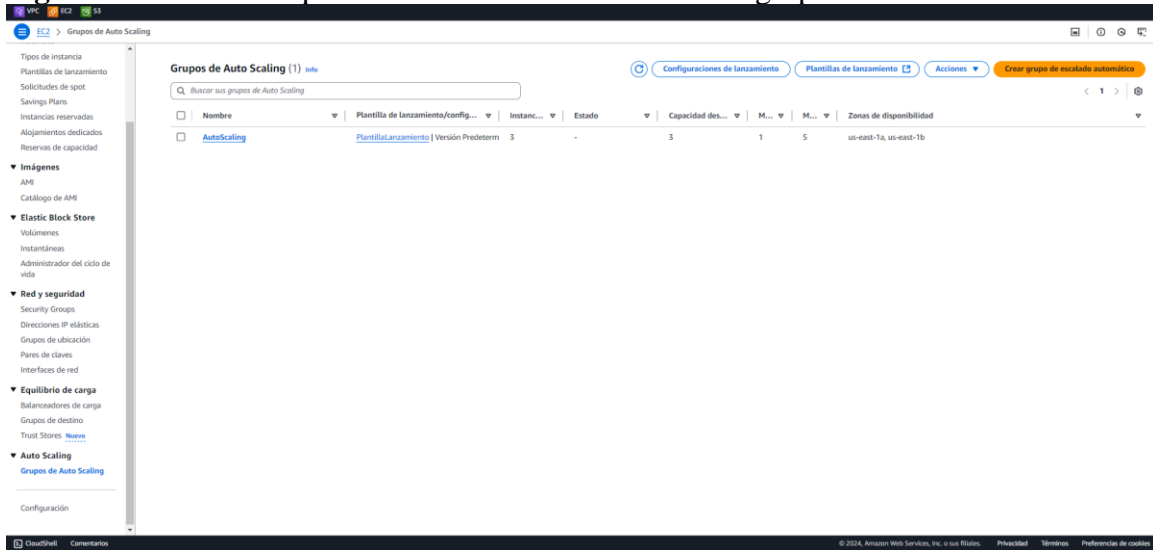 VPC EC2 S3
EC2 > Grupos de Auto Scaling
Tipos de instancia
Plantillas de lanzamiento
Solicitudes de spot
Savings Plans
Instancias reservadas
Alojamientos dedicados
Reservas de capacidad
Imágenes
AMI
Catálogo de AMI
Elastic Block Store
Volúmenes
Instantáneas
Administrador del ciclo de
vida
Red y seguridad
Security Groups
Direcciones IP elásticas
Grupos de ubicación
Pares de claves
Interfaces de red
Equilibrio de carga
Balanceadores de carga
Grupos de destino
Trust Stores Nuevo
Auto Scaling
Grupos de Auto Scaling
Configuración
Grupos de Auto Scaling (1) Info
Configuraciones de lanzamiento Plantillas de lanzamiento Acciones Crear grupo de escalado automático
Buscar sus grupos de Auto Scaling
< 1 >
Nombre Plantilla de lanzamiento/config... Instanc... Estado Capacidad des... M... M... Zonas de disponibilidad
AutoScaling PlantillaLanzamiento | Versión Predeterm 3 - 3 1 5 us-east-1a, us-east-1b
CloudShell Comentarios © 2024, Amazon Web Services, Inc. o sus filiales. Privacidad Términos Preferencias de cookies